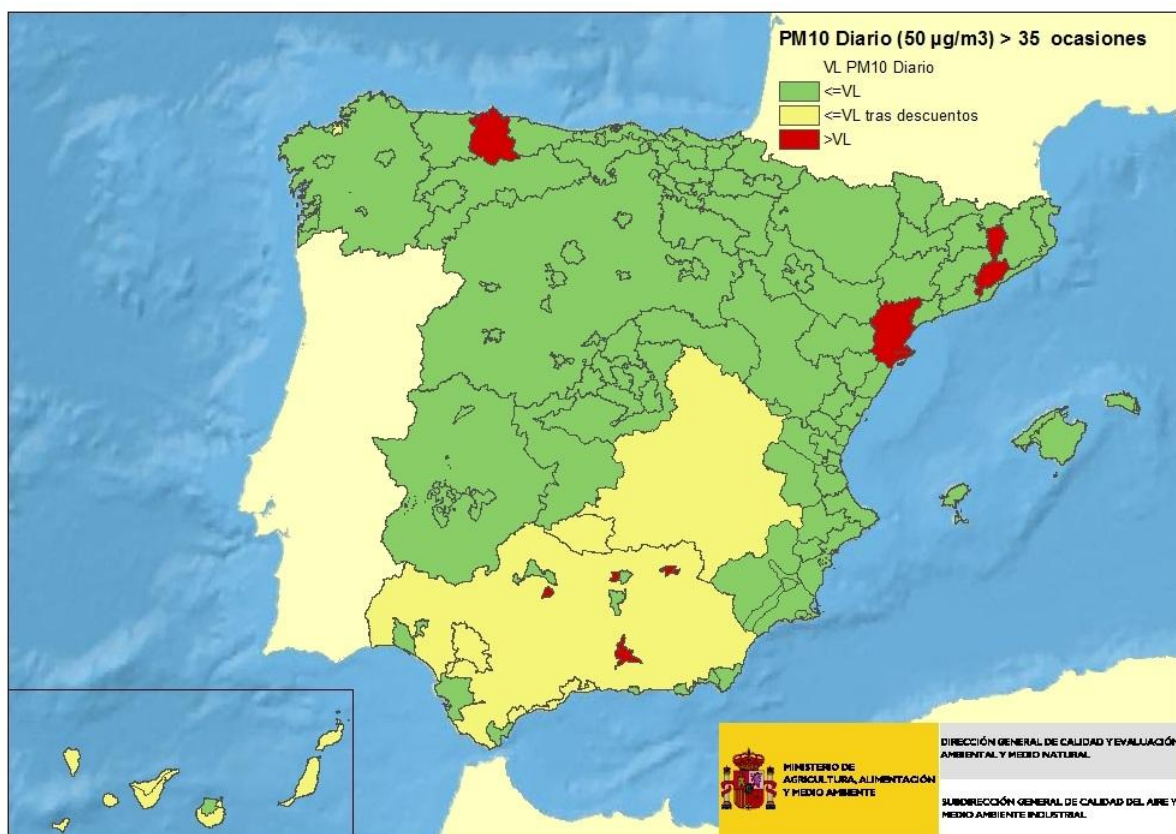 PM10 Diario (50 µg/m3) > 35 ocasiones
VL PM10 Diario
<=VL
<=VL tras descuentos
>VL
MINISTERIO DE
AGRICULTURA, ALIMENTACIÓN
Y MEDIO AMBIENTE
DIRECCIÓN GENERAL DE CALIDAD Y EVALUACIÓN
AMBIENTAL Y MEDIO NATURAL
SUBDIRECCIÓN GENERAL DE CALIDAD DEL AIRE Y
MEDIO AMBIENTE INDUSTRIAL